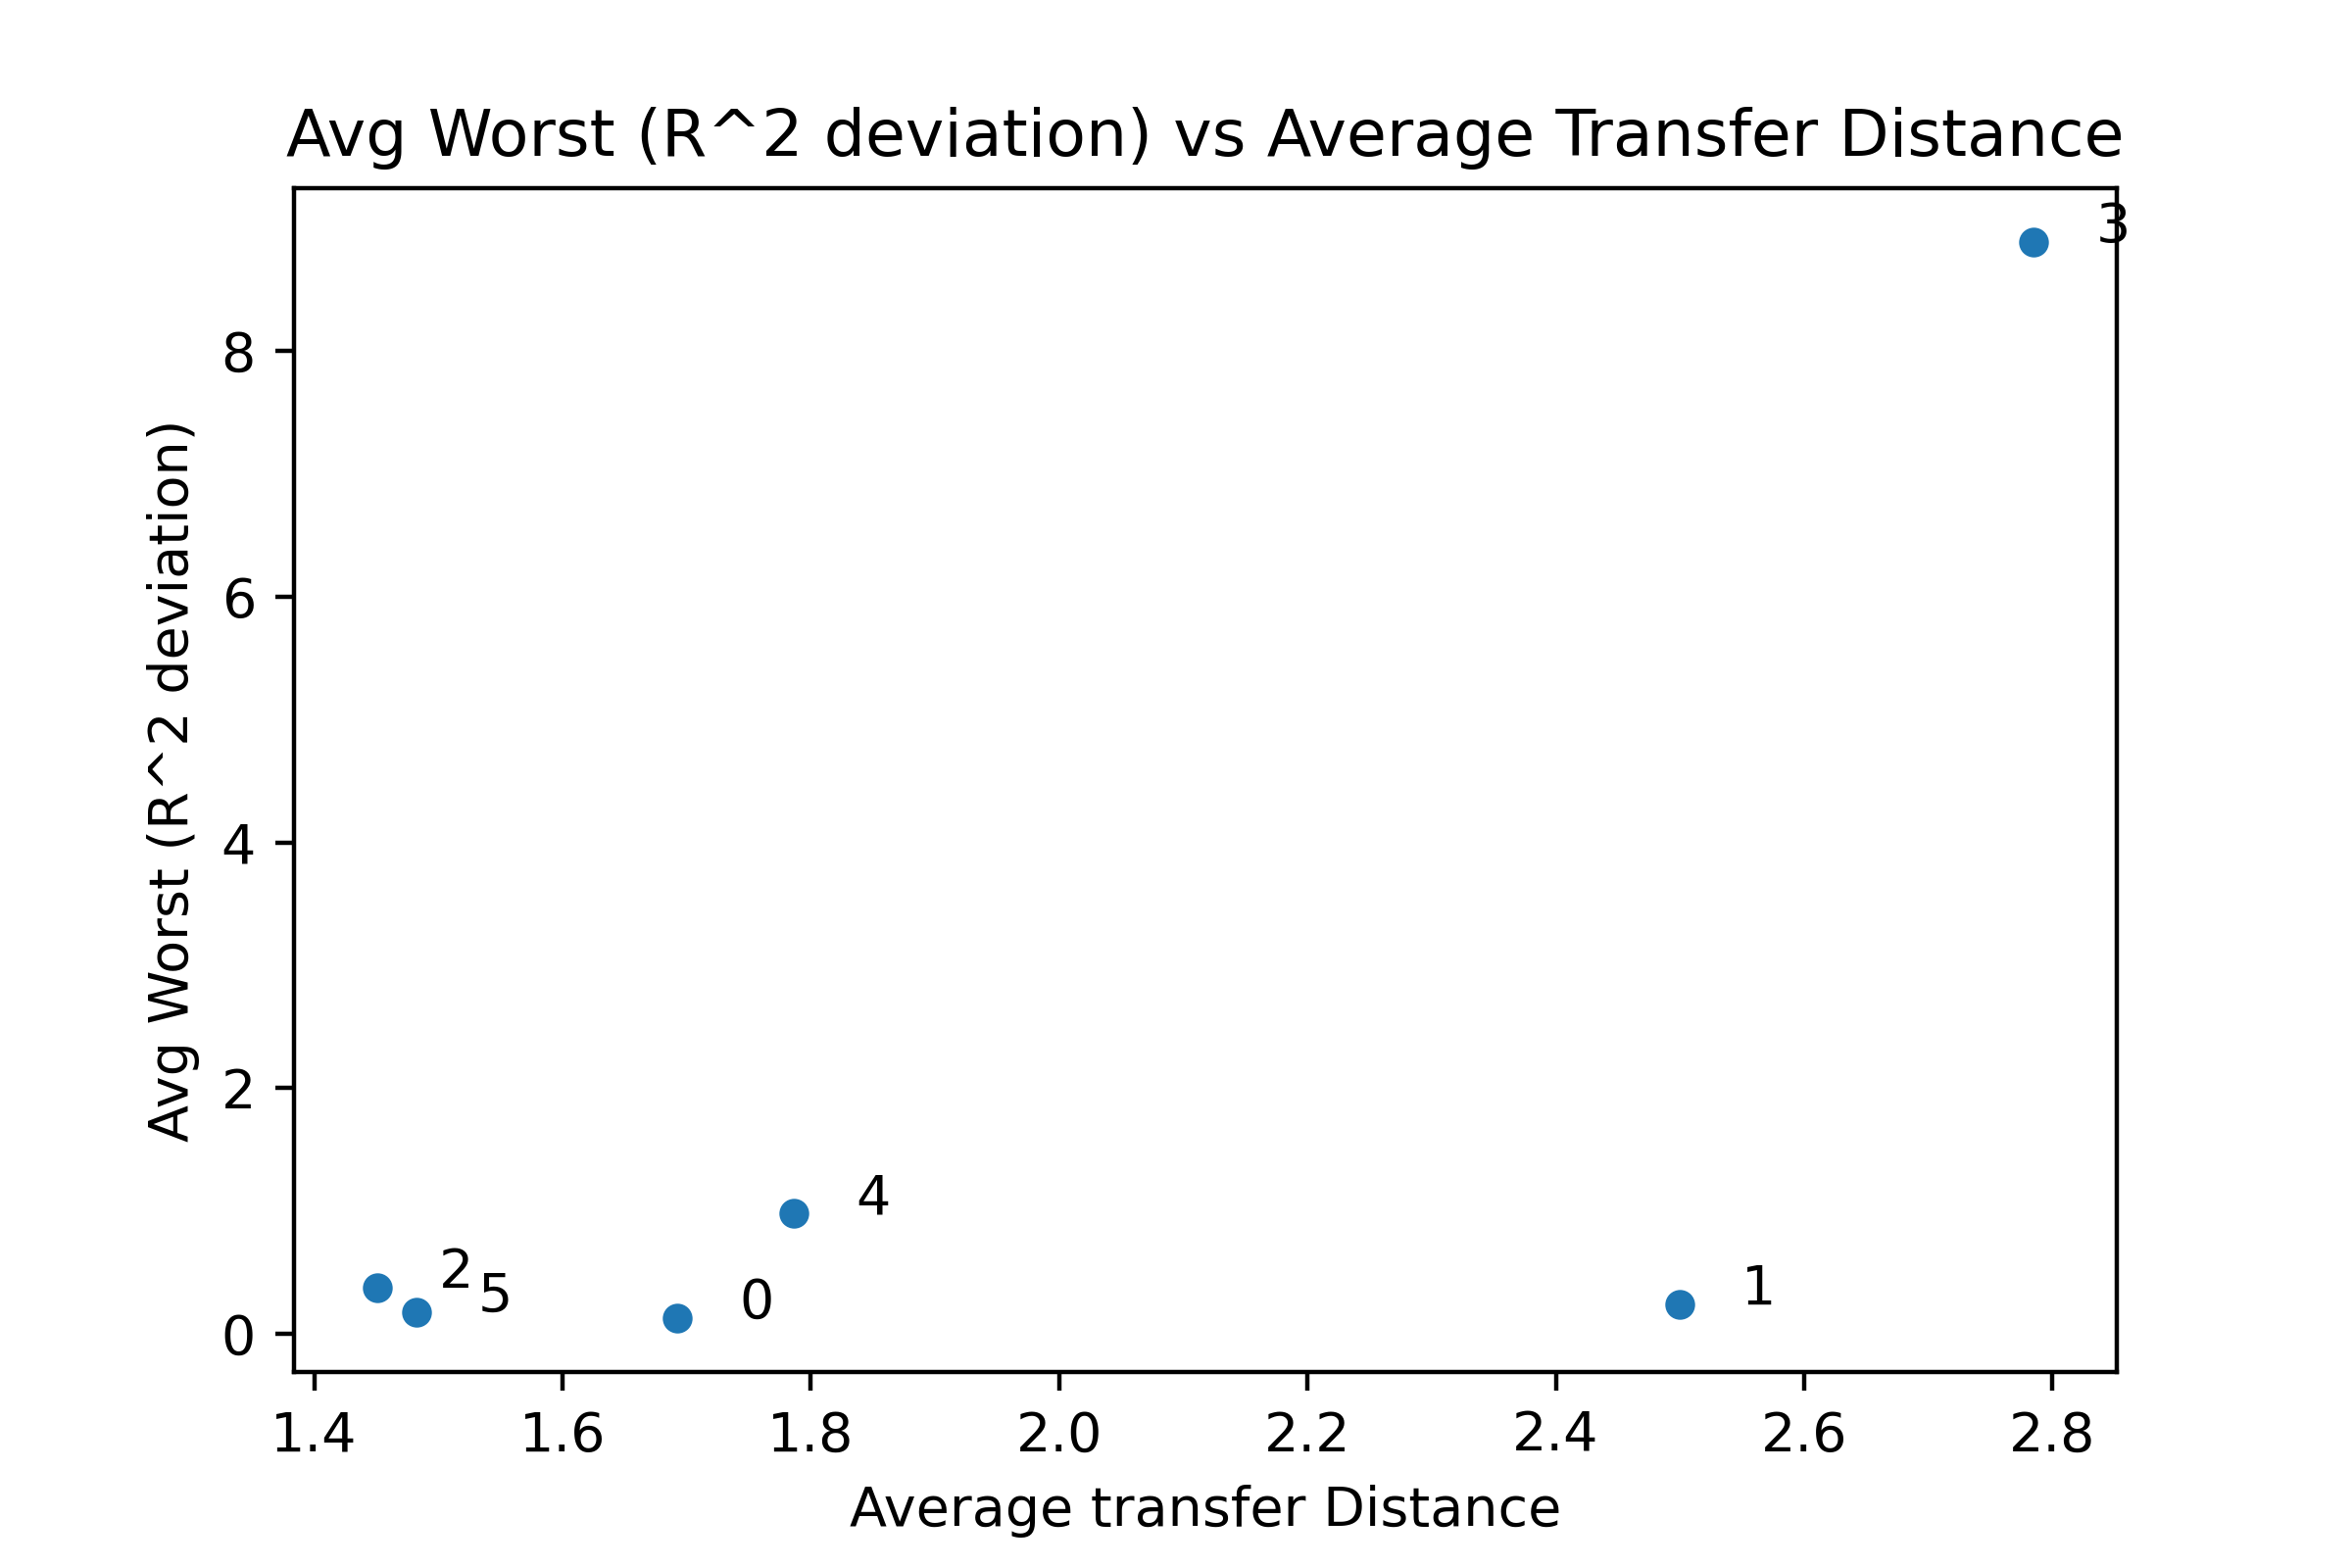 Avg Worst (R^2 deviation) vs Average Transfer Distance
3
8
6
4
2
0
Avg Worst (R^2 deviation)
4
2
5
0
1
1.4 1.6 1.8 2.0 2.2 2.4 2.6 2.8
Average transfer Distance